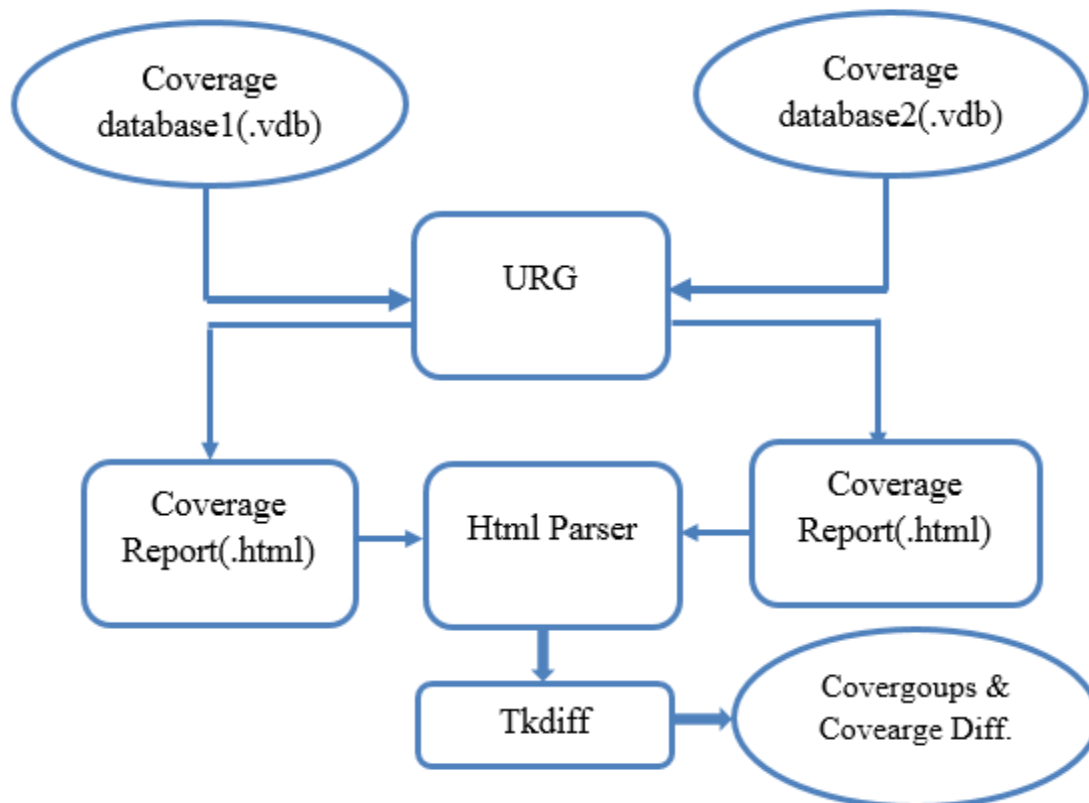 Coverage
database1(.vdb)
Coverage
database2(.vdb)
URG
Coverage
Report(.html)
Html Parser
Coverage
Report(.html)
Tkdiff
Covergoups &
Covearge Diff.